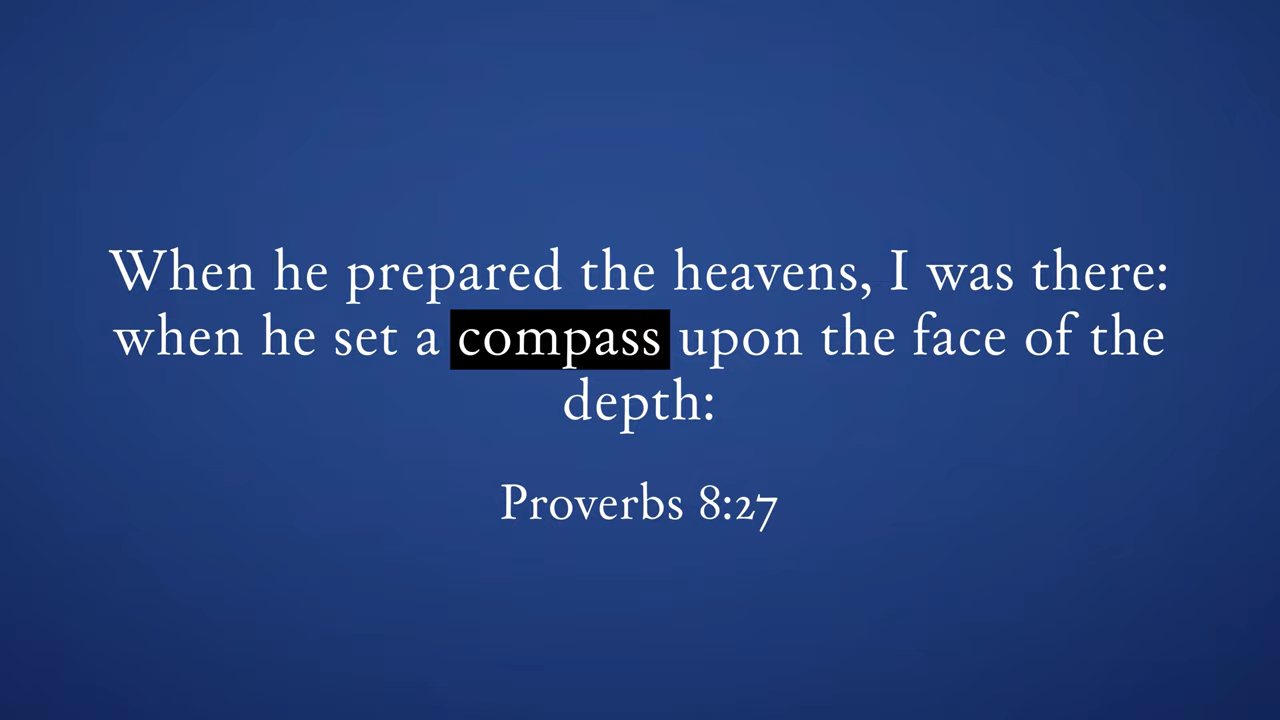 When he prepared the heavens, I was there:
when he set a compass upon the face of the
depth:
Proverbs 8:27